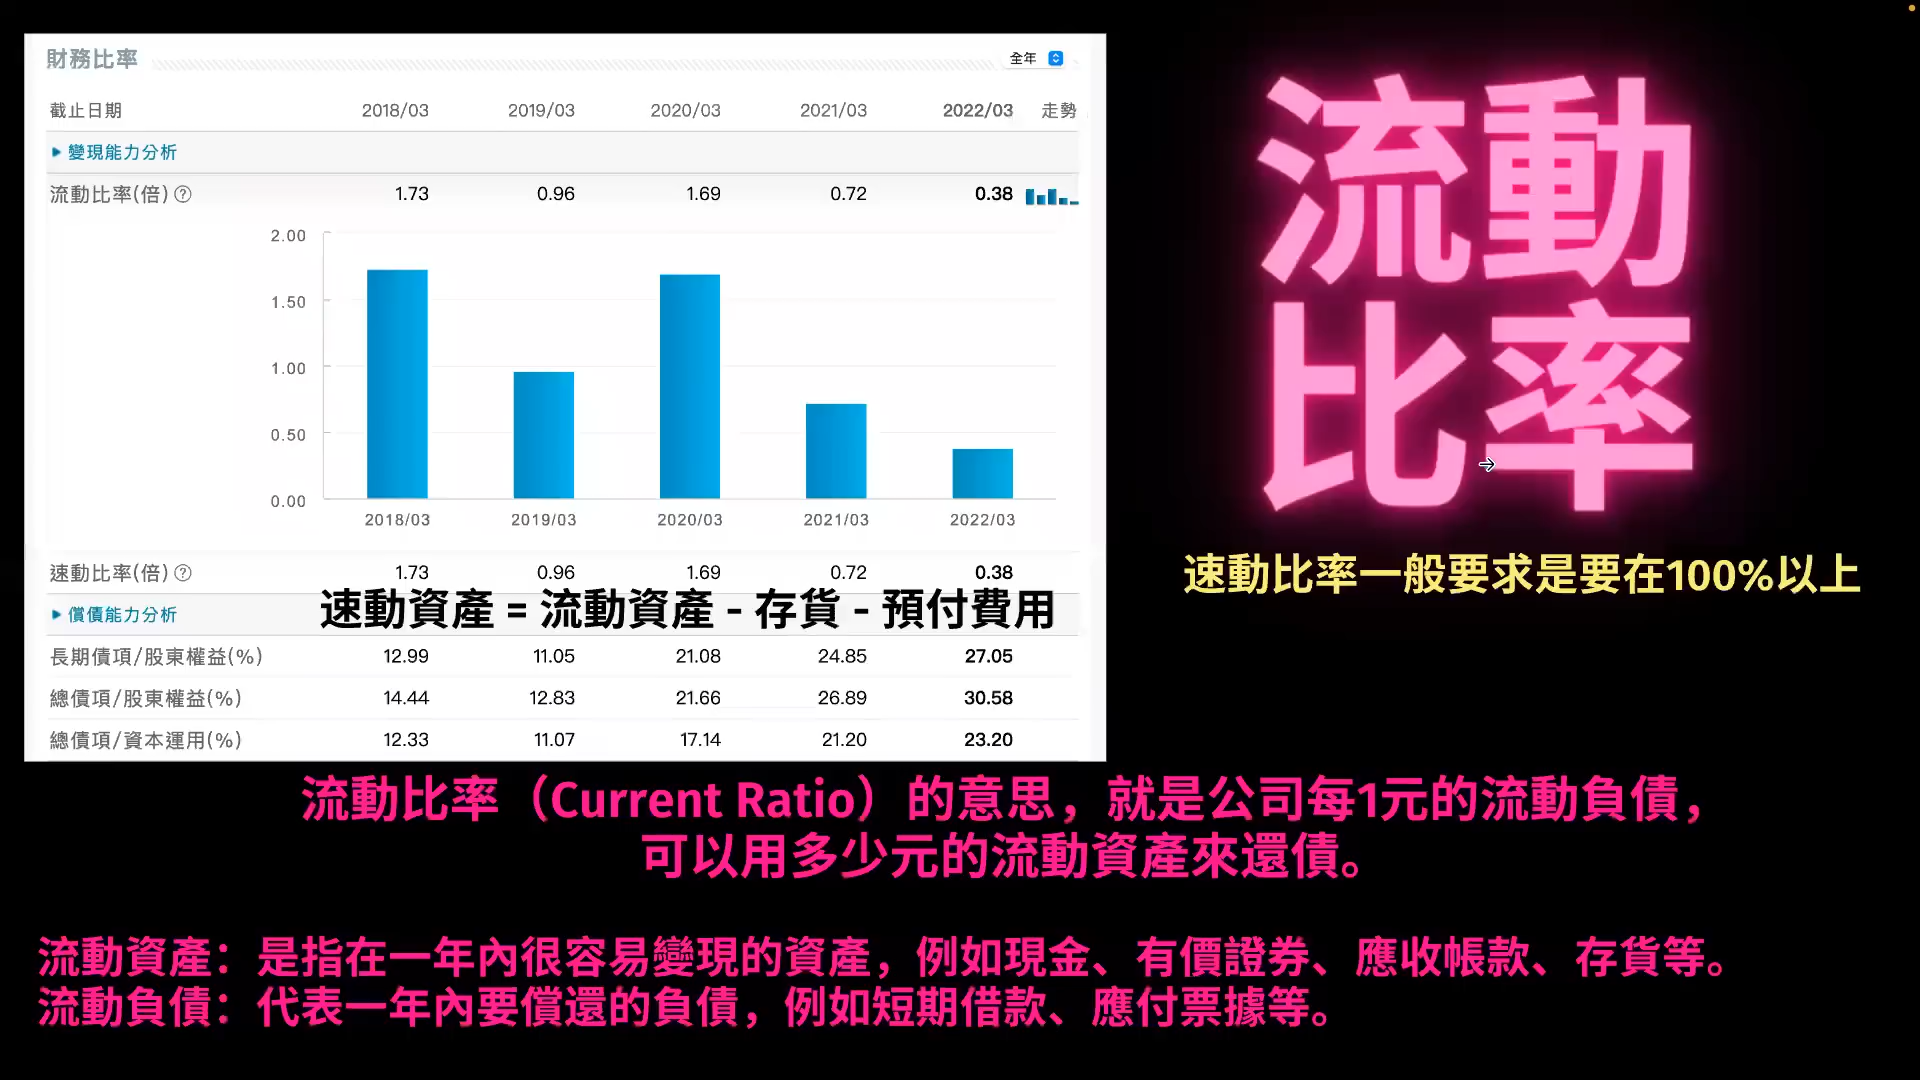 財務比率 全年
截止日期 2018/03 2019/03 2020/03 2021/03 2022/03 走勢
變現能力分析
流動比率(倍) 1.73 0.96 1.69 0.72 0.38
2.00
1.50
1.00
0.50
0.00
2018/03 2019/03 2020/03 2021/03 2022/03
速動比率(倍) 1.73 0.96 1.69 0.72 0.38
速動資產 = 流動資產 - 存貨 - 預付費用
償債能力分析
長期債項/股東權益(%) 12.99 11.05 21.08 24.85 27.05
總債項/股東權益(%) 14.44 12.83 21.66 26.89 30.58
總債項/資本運用(%) 12.33 11.07 17.14 21.20 23.20
流動
比率
速動比率一般要求是要在100%以上
流動比率（Current Ratio）的意思，就是公司每1元的流動負債，
可以用多少元的流動資產來還債。
流動資產：是指在一年內很容易變現的資產，例如現金、有價證券、應收帳款、存貨等。
流動負債：代表一年內要償還的負債，例如短期借款、應付票據等。